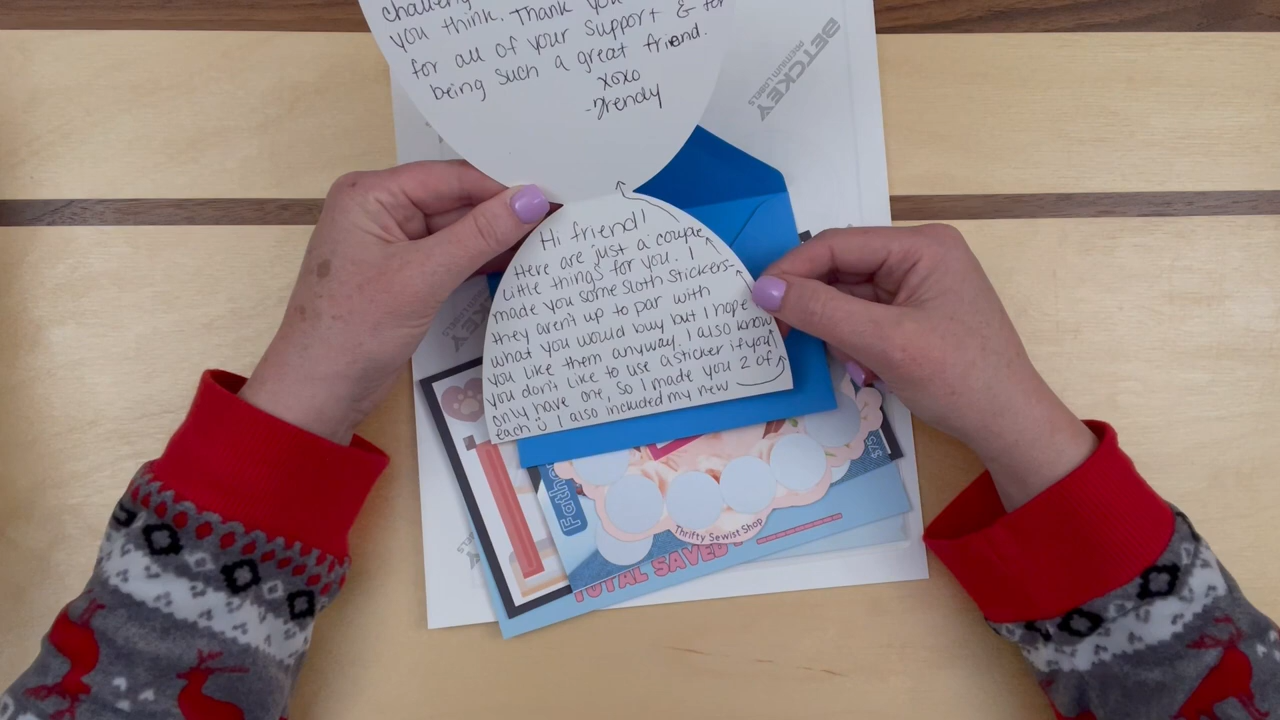 challeng
you think. Thank you
for all of your support & for
being such a great friend.
xoxo
-Brendy
BETCKEY
PREMIUM LABELS
Hi friend!
Here are just a couple
little things for you. I
made you some sloth stickers-
they aren't up to par with
what you would buy but I hope
you like them anyway. I also know
you don't like to use a sticker if you
only have one, so I made you 2 of
each I also included my new
Fathe
$75
Thrifty Sewist Shop
TOTAL SAVED